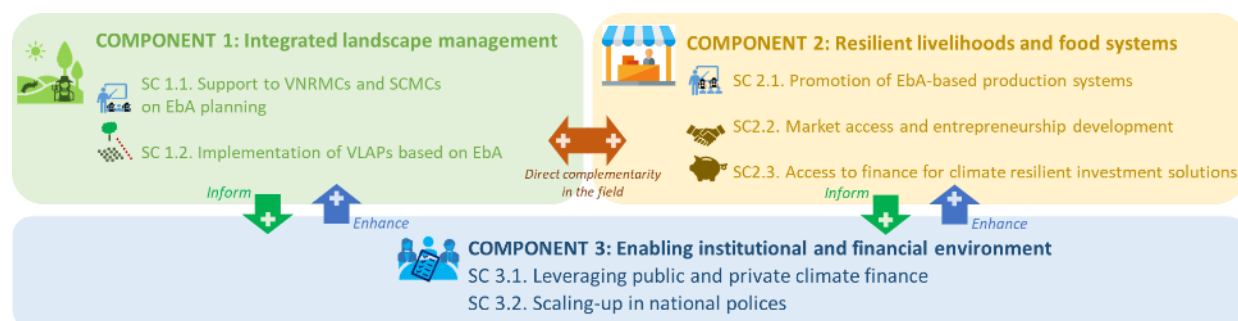 COMPONENT 1: Integrated landscape management
SC 1.1. Support to VNRMCs and SCMCs
on EbA planning
SC 1.2. Implementation of VLAPs based on EbA
Direct complementarity
in the field
COMPONENT 2: Resilient livelihoods and food systems
SC 2.1. Promotion of EbA-based production systems
SC2.2. Market access and entrepreneurship development
SC2.3. Access to finance for climate resilient investment solutions
Inform
Enhance
Inform
Enhance
COMPONENT 3: Enabling institutional and financial environment
SC 3.1. Leveraging public and private climate finance
SC 3.2. Scaling-up in national polices